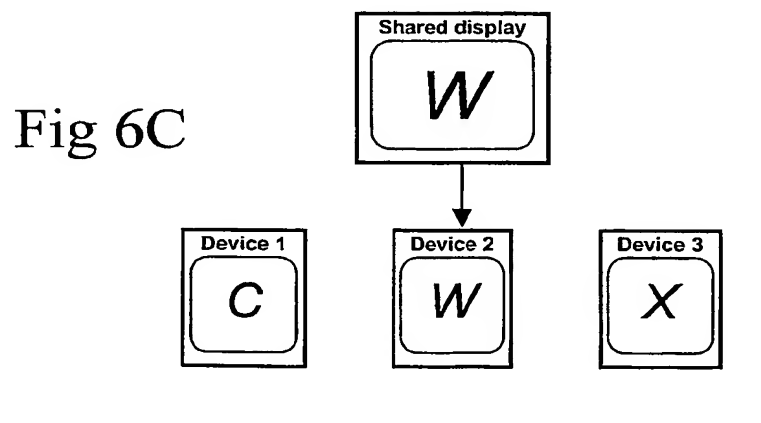 Shared display
W
Fig 6C
Device 1
C
Device 2
W
Device 3
X